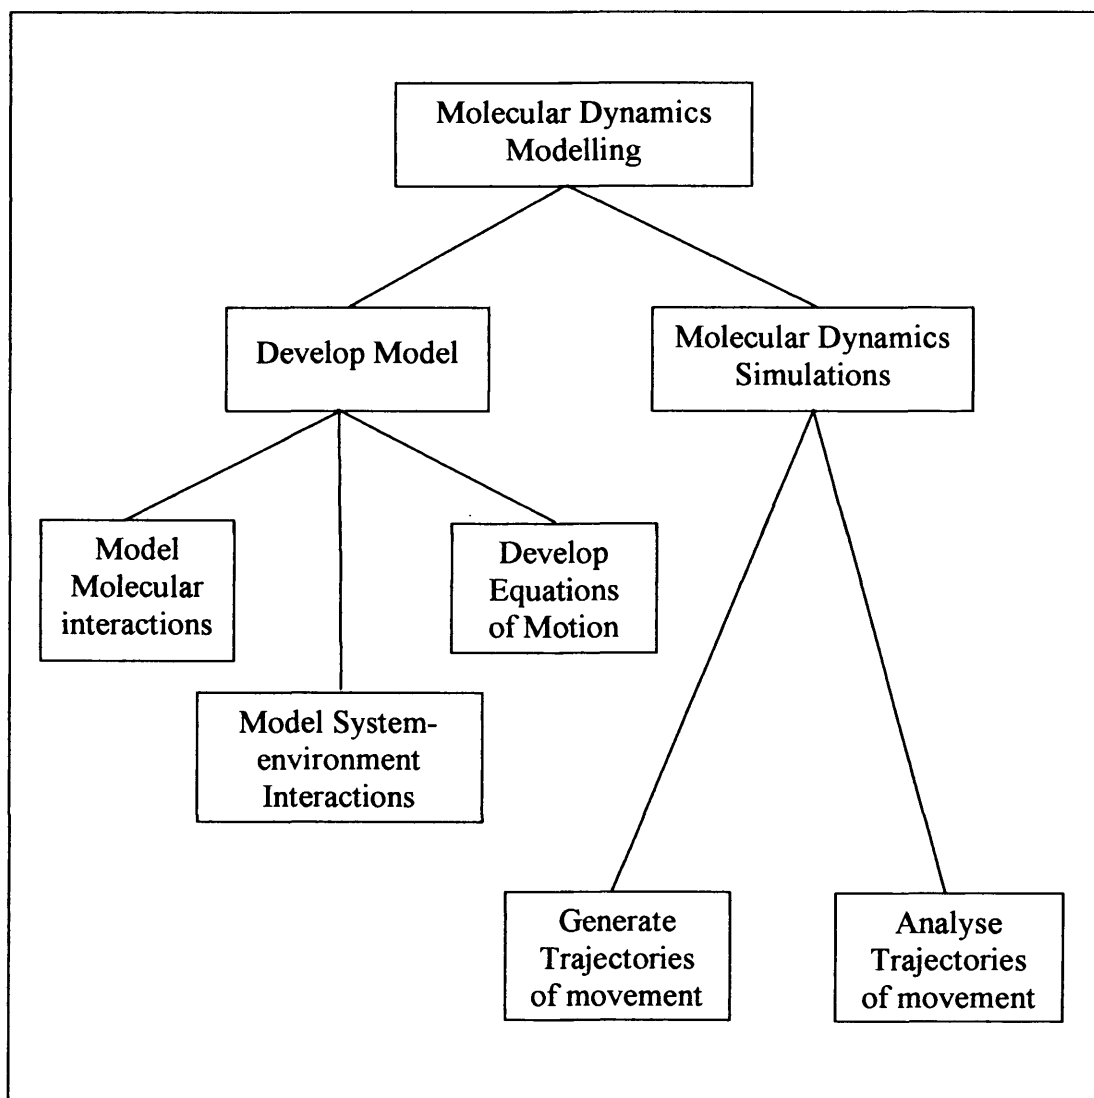 Molecular Dynamics
Modelling
Develop Model
Molecular Dynamics
Simulations
Model
Molecular
interactions
Develop
Equations
of Motion
Model System-
environment
Interactions
Generate
Trajectories
of movement
Analyse
Trajectories
of movement